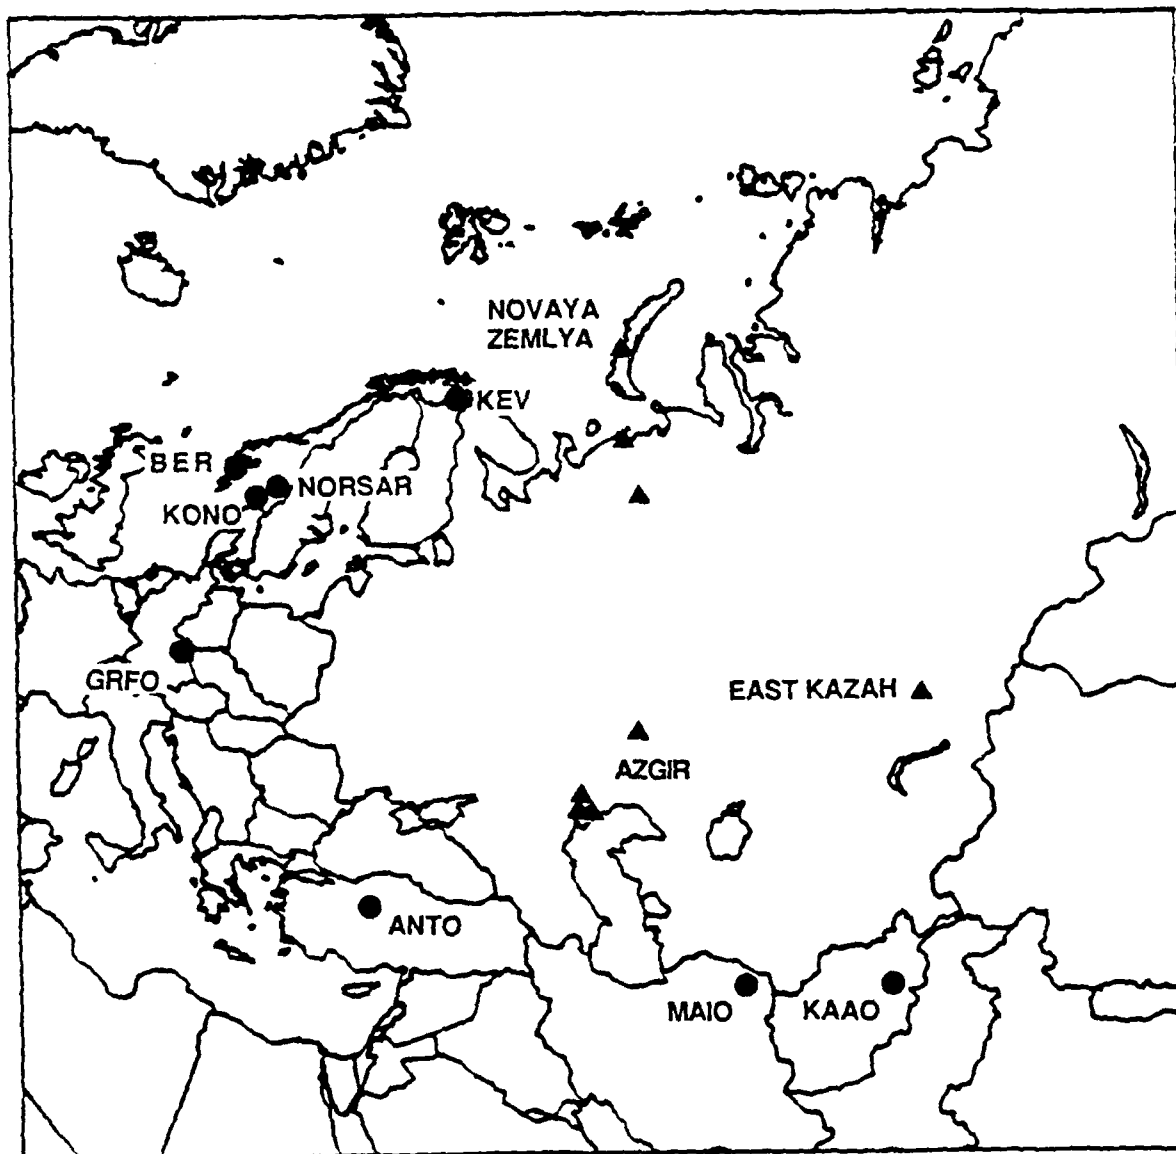 NOVAYA
ZEMLYA
KEV
BER
NORSAR
KONO
GRFO
EAST KAZAH
AZGIR
ANTO
MAIO
KAAO